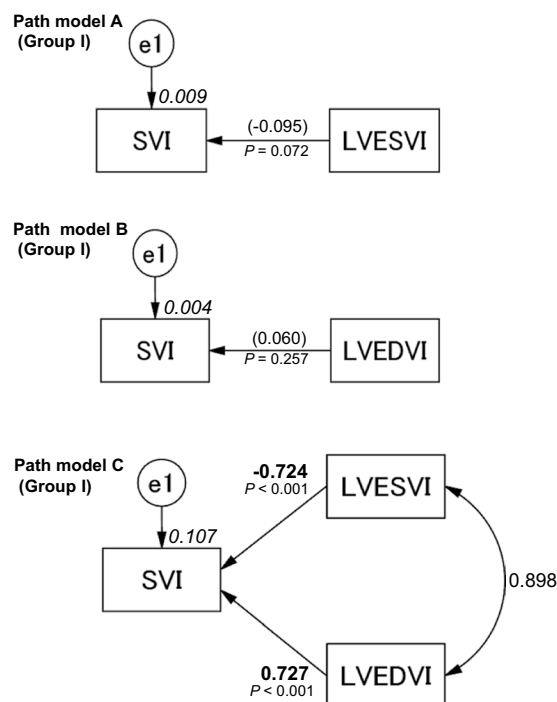 Path model A
(Group I)
e1
0.009
SVI
(-0.095)
P = 0.072
LVESVI
Path model B
(Group I)
e1
0.004
SVI
(0.060)
P = 0.257
LVEDVI
Path model C
(Group I)
e1
0.107
SVI
-0.724
P < 0.001
LVESVI
0.898
0.727
P < 0.001
LVEDVI